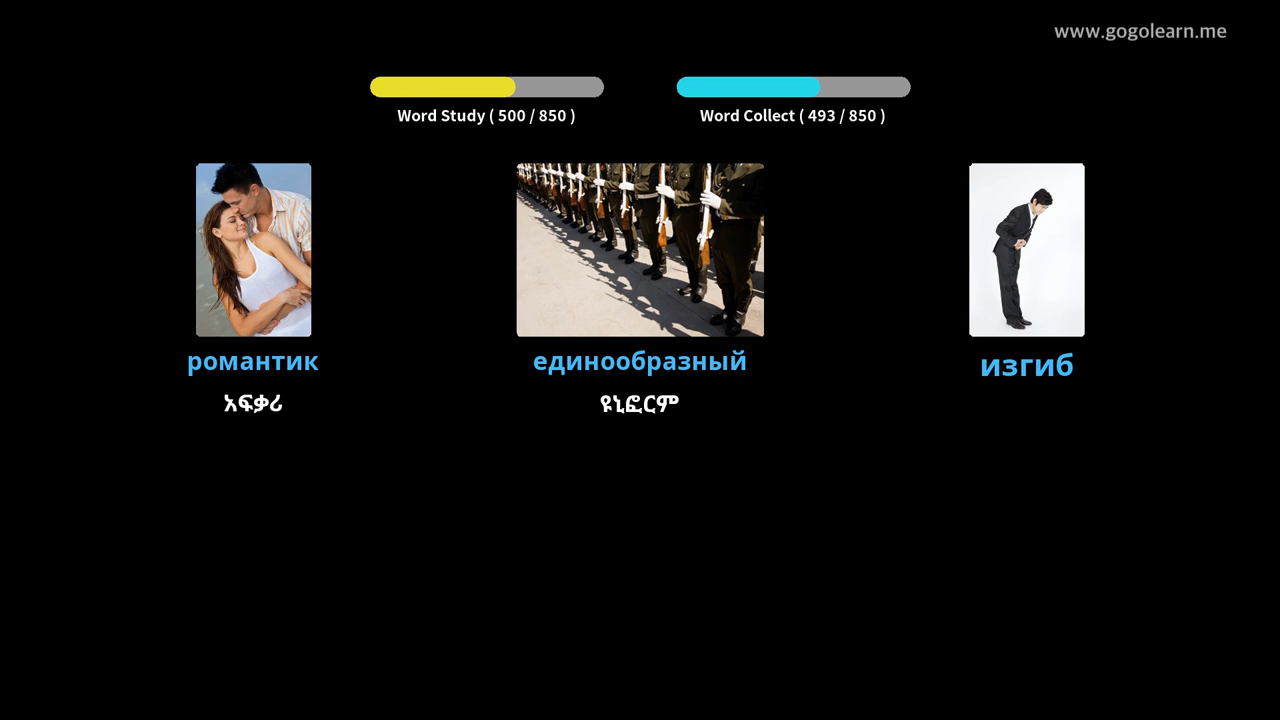 www.gogolearn.me
Word Study ( 500 / 850 )
Word Collect ( 493 / 850 )
романтик
единообразный
изгиб
አፍቃሪ
ዩኒፎርም